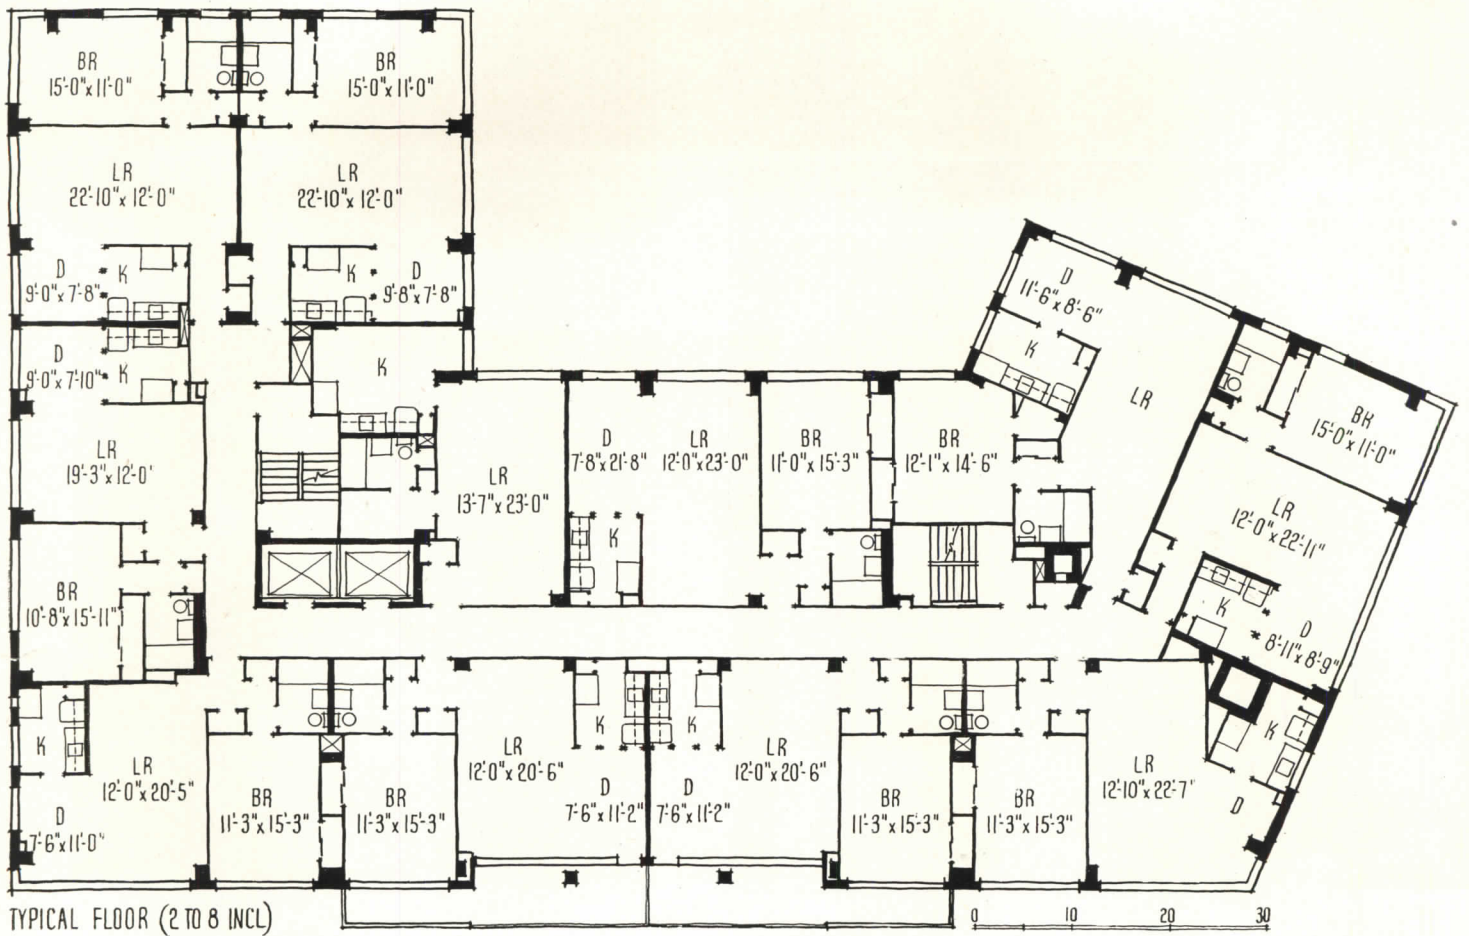 BR
15'-0" x 11'-0"
BR
15'-0" x 11'-0"
LR
22'-10" x 12'-0"
LR
22'-10" x 12'-0"
D
9'-0" x 7'-8"
K
K
D
9'-8" x 7'-8"
D
9'-0" x 7'-10"
K
K
LR
19'-3" x 12'-0'
LR
13'-7" x 23'-0"
D
7'-8" x 21'-8"
LR
12'-0" x 23'-0"
K
BR
11'-0" x 15'-3"
BR
12'-1" x 14'-6"
D
11'-6" x 8'-6"
K
LR
BR
15'-0" x 11'-0"
LR
12'-0" x 22'-11"
K
D
8'-11" x 8'-9"
BR
10'-8" x 15'-11"
K
LR
12'-0" x 20'-5"
D
7'-6" x 11'-0"
BR
11'-3" x 15'-3"
BR
11'-3" x 15'-3"
LR
12'-0" x 20'-6"
K
D
7'-6" x 11'-2"
K
D
7'-6" x 11'-2"
LR
12'-0" x 20'-6"
BR
11'-3" x 15'-3"
BR
11'-3" x 15'-3"
LR
12'-10" x 22'-7'
K
D
TYPICAL FLOOR (2 TO 8 INCL)
0 10 20 30